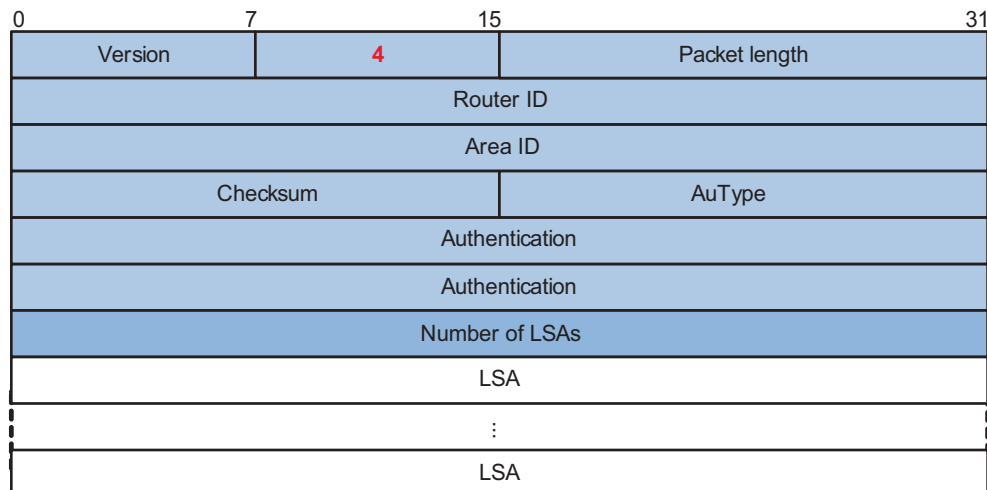 0 7 15 31
Version 4 Packet length
Router ID
Area ID
Checksum AuType
Authentication
Authentication
Number of LSAs
LSA
...
LSA